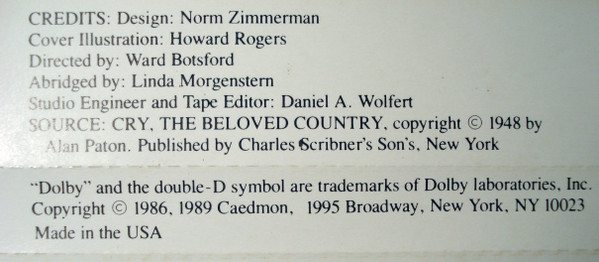 CREDITS: Design: Norm Zimmerman
Cover Illustration: Howard Rogers
Directed by: Ward Botsford
Abridged by: Linda Morgenstern
Studio Engineer and Tape Editor: Daniel A. Wolfert
SOURCE: CRY, THE BELOVED COUNTRY, copyright © 1948 by
Alan Paton. Published by Charles Scribner's Son's, New York
"Dolby" and the double-D symbol are trademarks of Dolby laboratories, Inc.
Copyright © 1986, 1989 Caedmon, 1995 Broadway, New York, NY 10023
Made in the USA